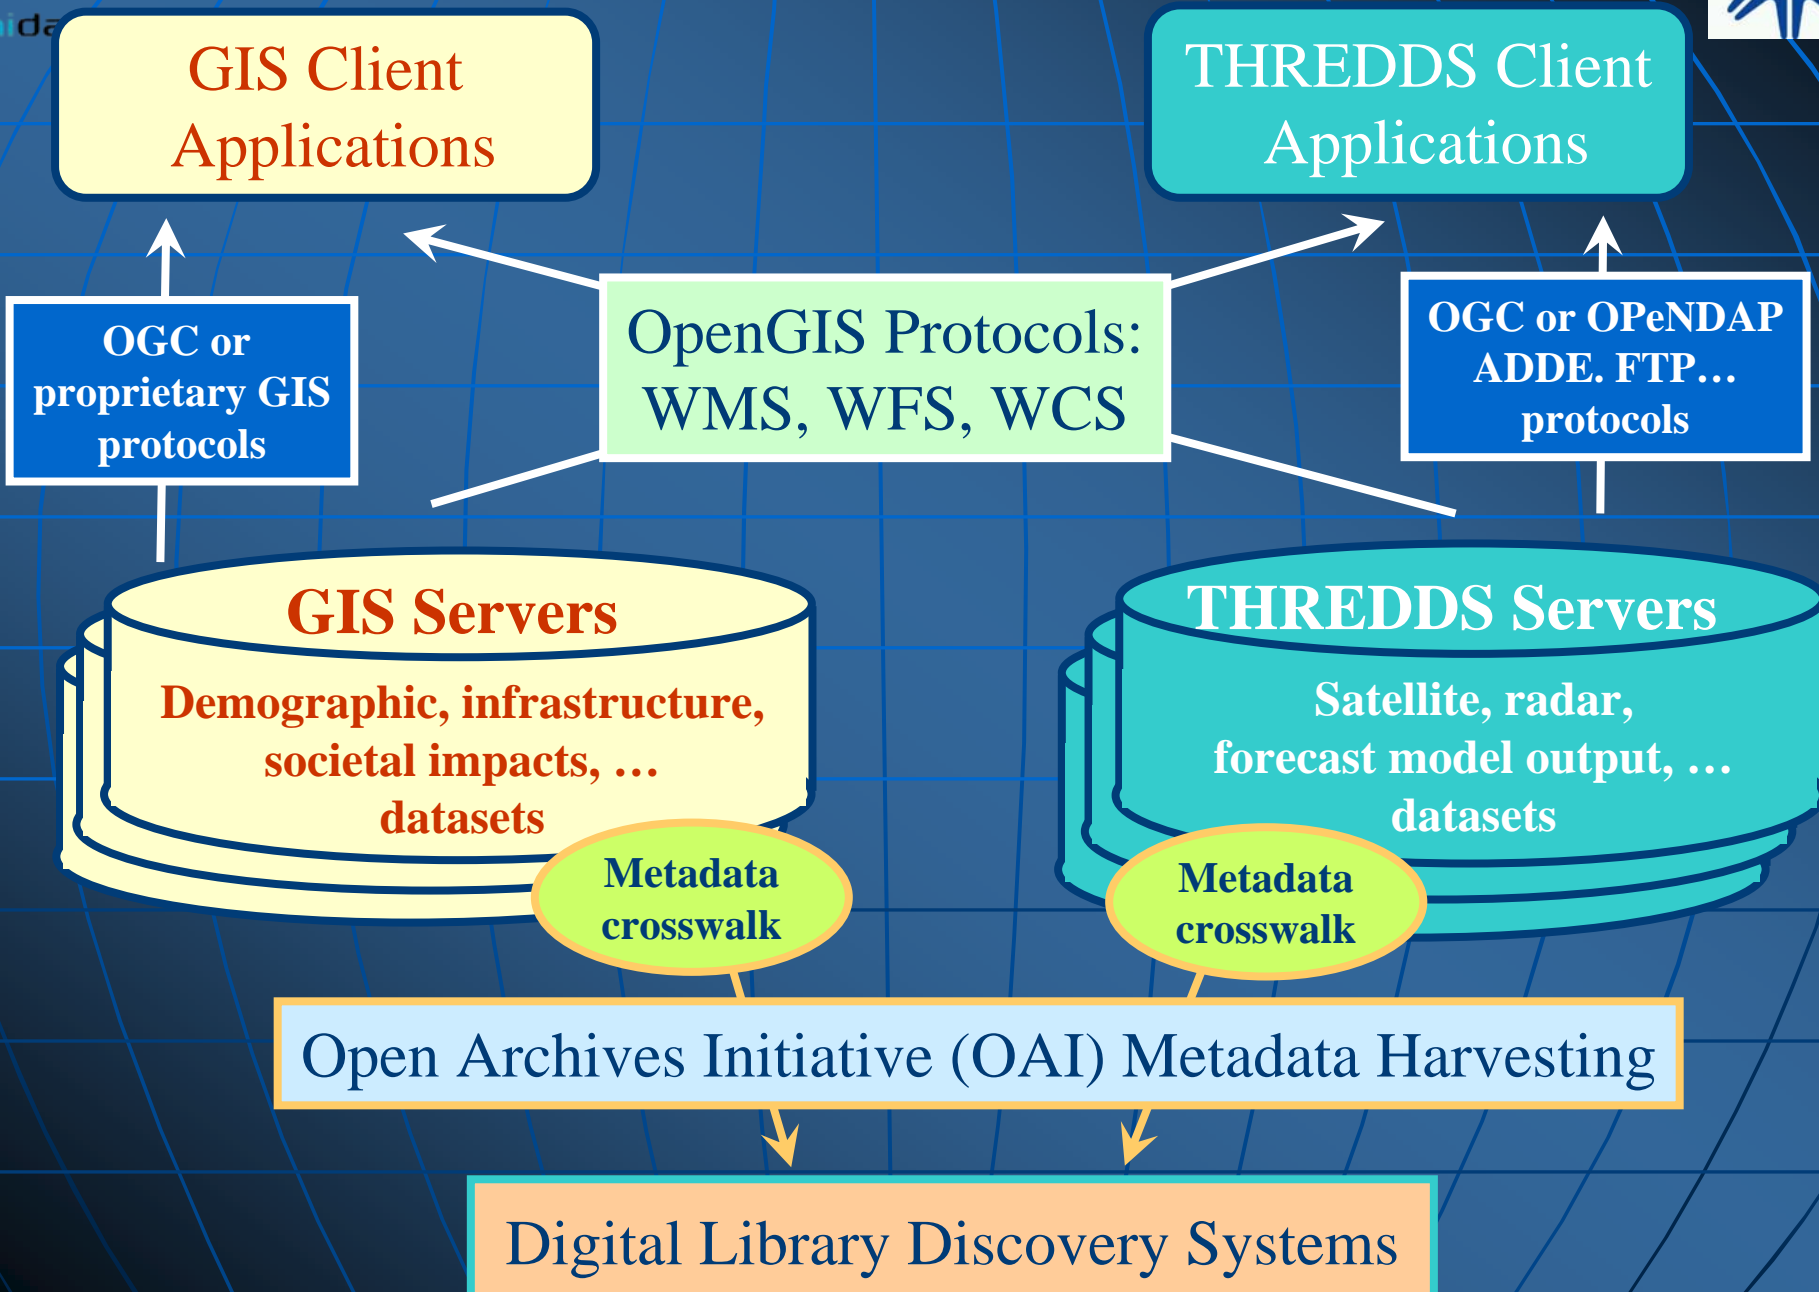 GIS Client
Applications
THREDDS Client
Applications
OGC or
proprietary GIS
protocols
OpenGIS Protocols:
WMS, WFS, WCS
OGC or OPeNDAP
ADDE. FTP…
protocols
GIS Servers
Demographic, infrastructure,
societal impacts, …
datasets
THREDDS Servers
Satellite, radar,
forecast model output, …
datasets
Metadata
crosswalk
Metadata
crosswalk
Open Archives Initiative (OAI) Metadata Harvesting
Digital Library Discovery Systems